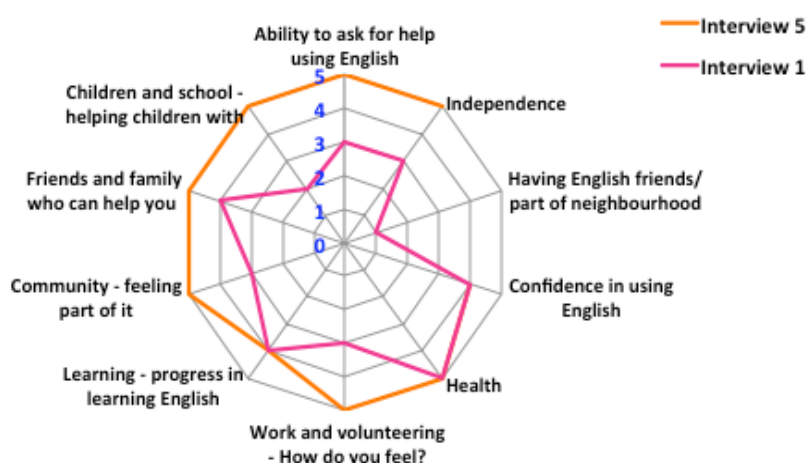 Ability to ask for help
using English
Interview 5
Interview 1
Children and school -
helping children with
Independence
Friends and family
who can help you
Having English friends/
part of neighbourhood
Community - feeling
part of it
Confidence in using
English
Learning - progress in
learning English
Health
Work and volunteering
- How do you feel?
5
4
3
2
1
0